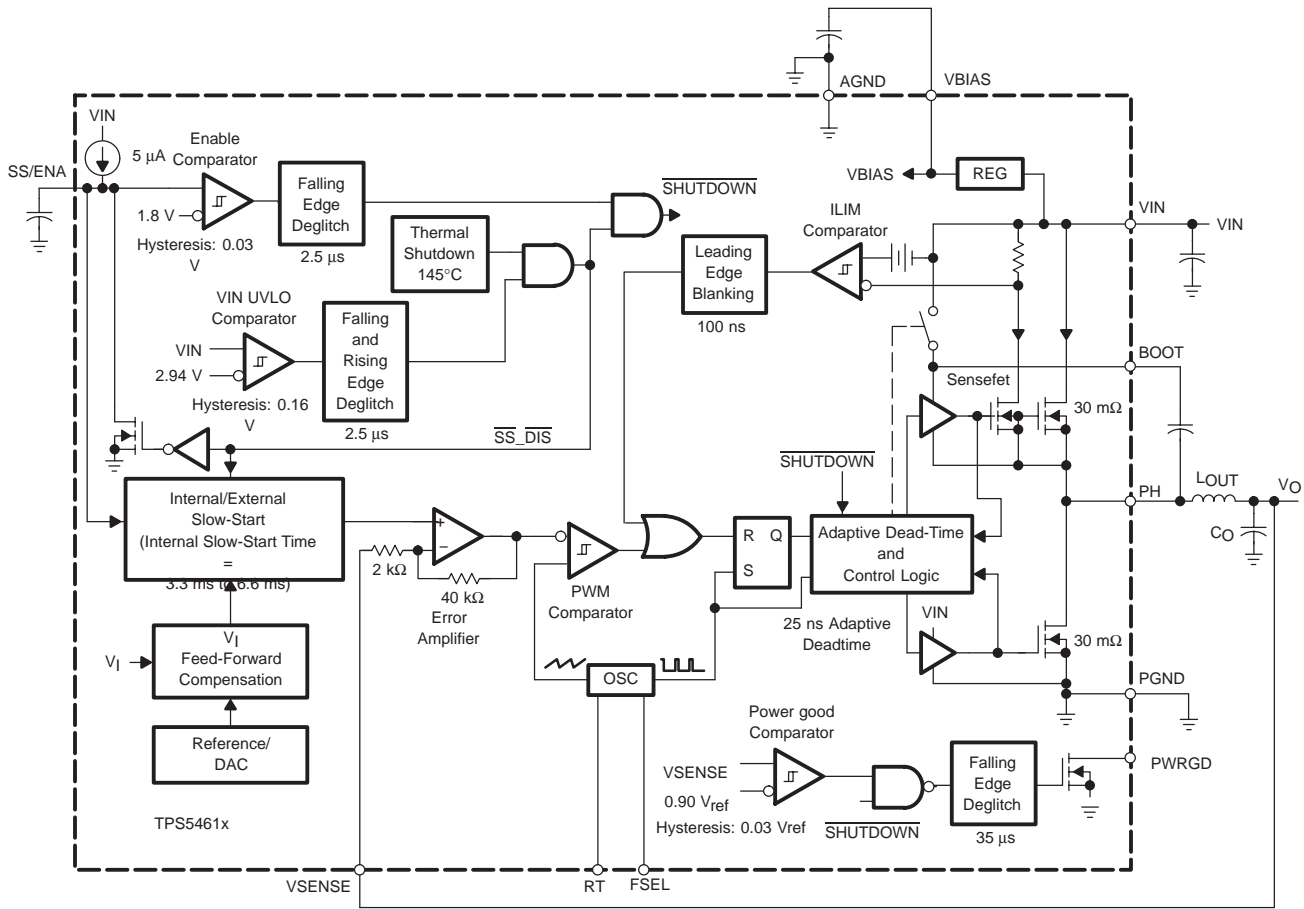 AGND
VBIAS
VIN
5 µA
Enable
Comparator
SS/ENA
1.8 V
Hysteresis: 0.03
V
Falling
Edge
Deglitch
2.5 µs
Thermal
Shutdown
145°C
SHUTDOWN
VBIAS
REG
ILIM
Comparator
Leading
Edge
Blanking
100 ns
VIN
VIN
VIN UVLO
Comparator
VIN
2.94 V
Hysteresis: 0.16
V
Falling
and
Rising
Edge
Deglitch
2.5 µs
SS_DIS
BOOT
Sensefet
30 mΩ
SHUTDOWN
PH
LOUT
VO
CO
Internal/External
Slow-Start
(Internal Slow-Start Time
=
3.3 ms to 6.6 ms)
2 kΩ
+
−
40 kΩ
Error
Amplifier
PWM
Comparator
R Q
S
Adaptive Dead-Time
and
Control Logic
25 ns Adaptive
Deadtime
VIN
30 mΩ
VI
VI
Feed-Forward
Compensation
OSC
PGND
Reference/
DAC
Power good
Comparator
VSENSE
0.90 Vref
Hysteresis: 0.03 Vref
SHUTDOWN
Falling
Edge
Deglitch
35 µs
PWRGD
TPS5461x
VSENSE
RT
FSEL